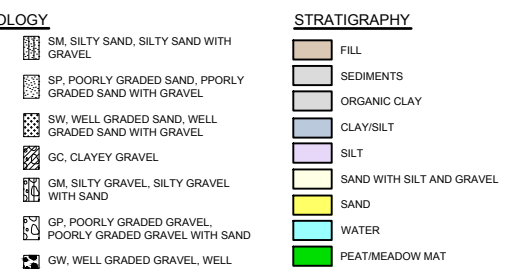 OLOGY
SM, SILTY SAND, SILTY SAND WITH
GRAVEL
SP, POORLY GRADED SAND, PPORLY
GRADED SAND WITH GRAVEL
SW, WELL GRADED SAND, WELL
GRADED SAND WITH GRAVEL
GC, CLAYEY GRAVEL
GM, SILTY GRAVEL, SILTY GRAVEL
WITH SAND
GP, POORLY GRADED GRAVEL,
POORLY GRADED GRAVEL WITH SAND
GW, WELL GRADED GRAVEL, WELL
STRATIGRAPHY
FILL
SEDIMENTS
ORGANIC CLAY
CLAY/SILT
SILT
SAND WITH SILT AND GRAVEL
SAND
WATER
PEAT/MEADOW MAT